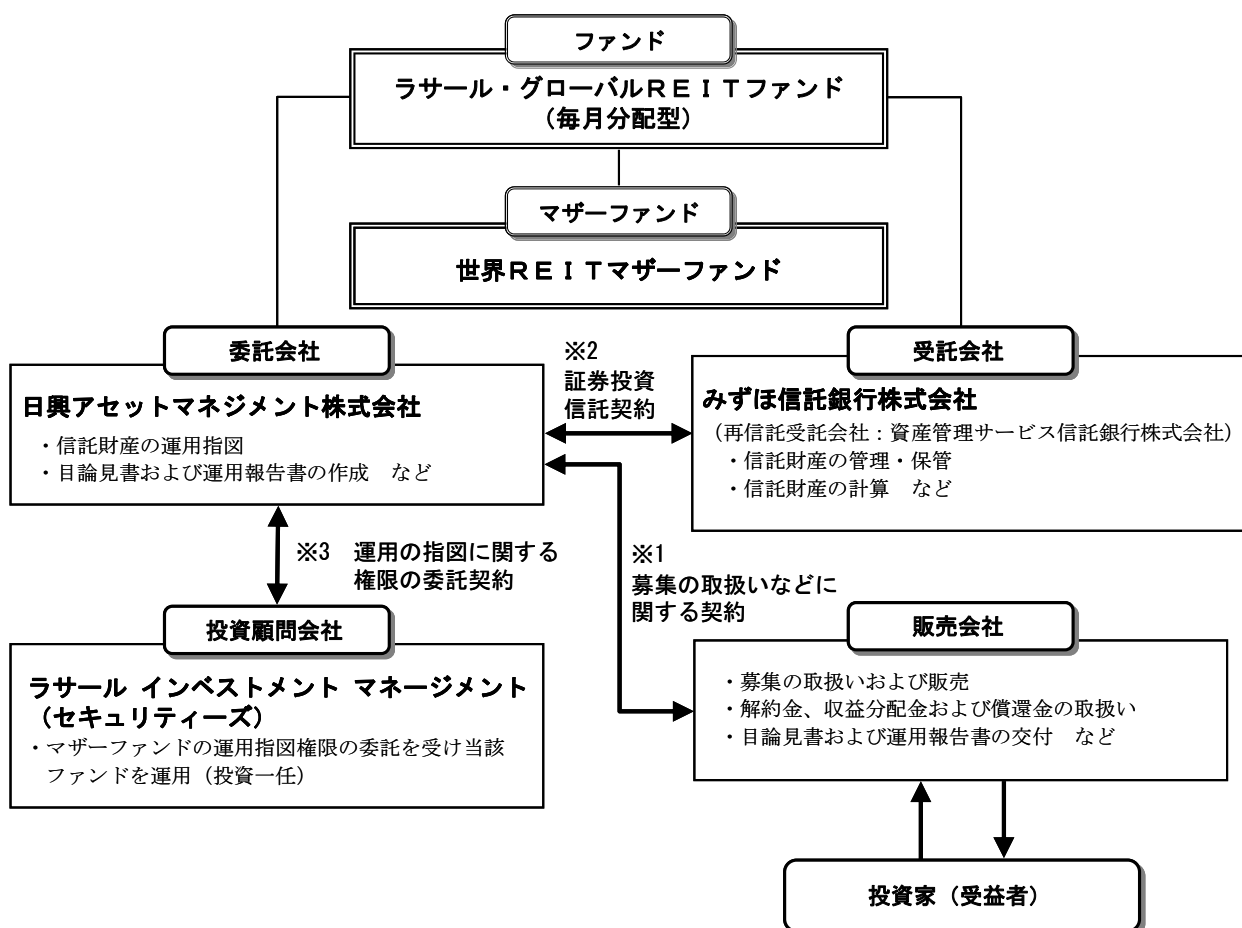 ファンド
ラサール・グローバルREITファンド
（毎月分配型）
マザーファンド
世界REITマザーファンド
委託会社
日興アセットマネジメント株式会社
・信託財産の運用指図
・目論見書および運用報告書の作成　など
※2
証券投資
信託契約
受託会社
みずほ信託銀行株式会社
（再信託受託会社：資産管理サービス信託銀行株式会社）
・信託財産の管理・保管
・信託財産の計算　など
※3　運用の指図に関する
権限の委託契約
※1
募集の取扱いなどに
関する契約
投資顧問会社
ラサール インベストメント マネージメント
（セキュリティーズ）
・マザーファンドの運用指図権限の委託を受け当該
ファンドを運用（投資一任）
販売会社
・募集の取扱いおよび販売
・解約金、収益分配金および償還金の取扱い
・目論見書および運用報告書の交付　など
投資家（受益者）